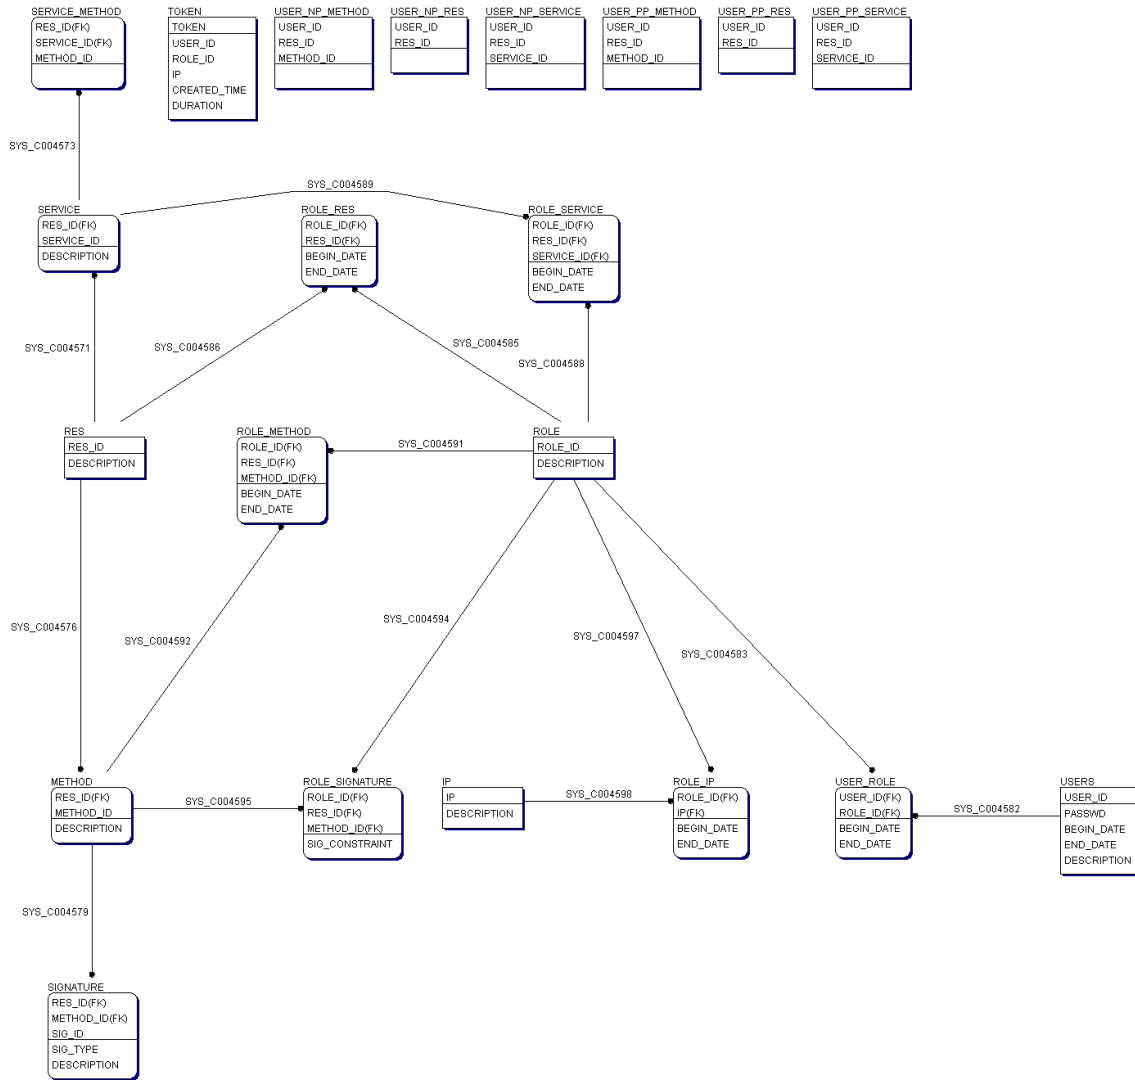 SERVICE_METHOD
RES_ID(FK)
SERVICE_ID(FK)
METHOD_ID
TOKEN
TOKEN
USER_ID
ROLE_ID
IP
CREATED_TIME
DURATION
USER_NP_METHOD
USER_ID
RES_ID
METHOD_ID
USER_NP_RES
USER_ID
RES_ID
USER_NP_SERVICE
USER_ID
RES_ID
SERVICE_ID
USER_PP_METHOD
USER_ID
RES_ID
METHOD_ID
USER_PP_RES
USER_ID
RES_ID
USER_PP_SERVICE
USER_ID
RES_ID
SERVICE_ID
SYS_C004573
SYS_C004589
SERVICE
RES_ID(FK)
SERVICE_ID
DESCRIPTION
ROLE_RES
ROLE_ID(FK)
RES_ID(FK)
BEGIN_DATE
END_DATE
ROLE_SERVICE
ROLE_ID(FK)
RES_ID(FK)
SERVICE_ID(FK)
BEGIN_DATE
END_DATE
SYS_C004571
SYS_C004586
SYS_C004585
SYS_C004588
RES
RES_ID
DESCRIPTION
ROLE_METHOD
ROLE_ID(FK)
RES_ID(FK)
METHOD_ID(FK)
BEGIN_DATE
END_DATE
SYS_C004591
ROLE
ROLE_ID
DESCRIPTION
SYS_C004576
SYS_C004592
SYS_C004594
SYS_C004597
SYS_C004583
METHOD
RES_ID(FK)
METHOD_ID
DESCRIPTION
SYS_C004595
ROLE_SIGNATURE
ROLE_ID(FK)
RES_ID(FK)
METHOD_ID(FK)
SIG_CONSTRAINT
IP
IP
DESCRIPTION
SYS_C004598
ROLE_IP
ROLE_ID(FK)
IP(FK)
BEGIN_DATE
END_DATE
USER_ROLE
USER_ID(FK)
ROLE_ID(FK)
BEGIN_DATE
END_DATE
SYS_C004582
USERS
USER_ID
PASSWD
BEGIN_DATE
END_DATE
DESCRIPTION
SYS_C004579
SIGNATURE
RES_ID(FK)
METHOD_ID(FK)
SIG_ID
SIG_TYPE
DESCRIPTION